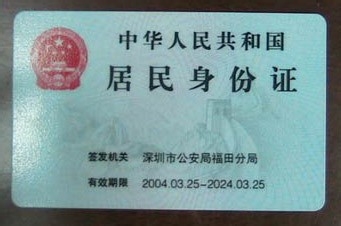 中华人民共和国
居民身份证
签发机关 深圳市公安局福田分局
有效期限 2004.03.25-2024.03.25